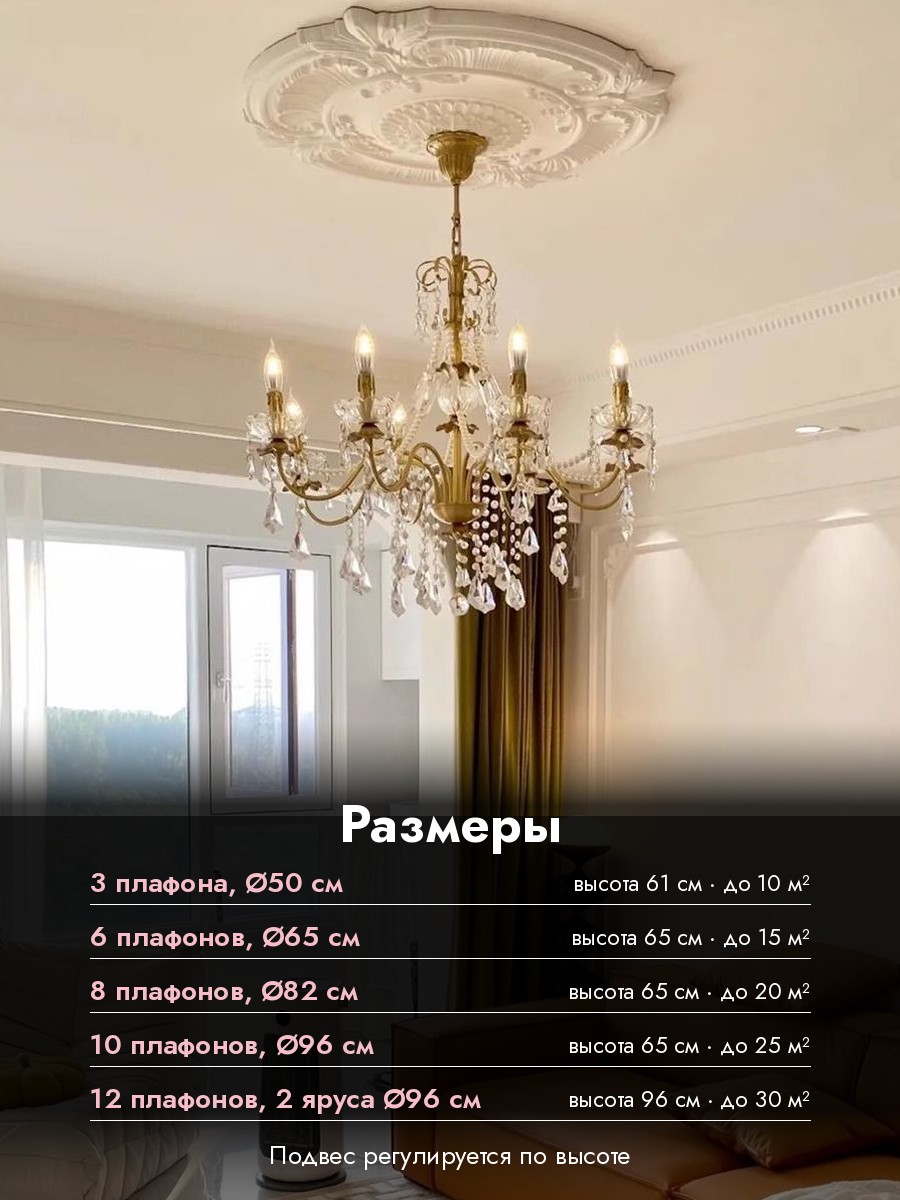 Размеры
3 плафона, Ø50 см высота 61 см · до 10 м²
6 плафонов, Ø65 см высота 65 см · до 15 м²
8 плафонов, Ø82 см высота 65 см · до 20 м²
10 плафонов, Ø96 см высота 65 см · до 25 м²
12 плафонов, 2 яруса Ø96 см высота 96 см · до 30 м²
Подвес регулируется по высоте